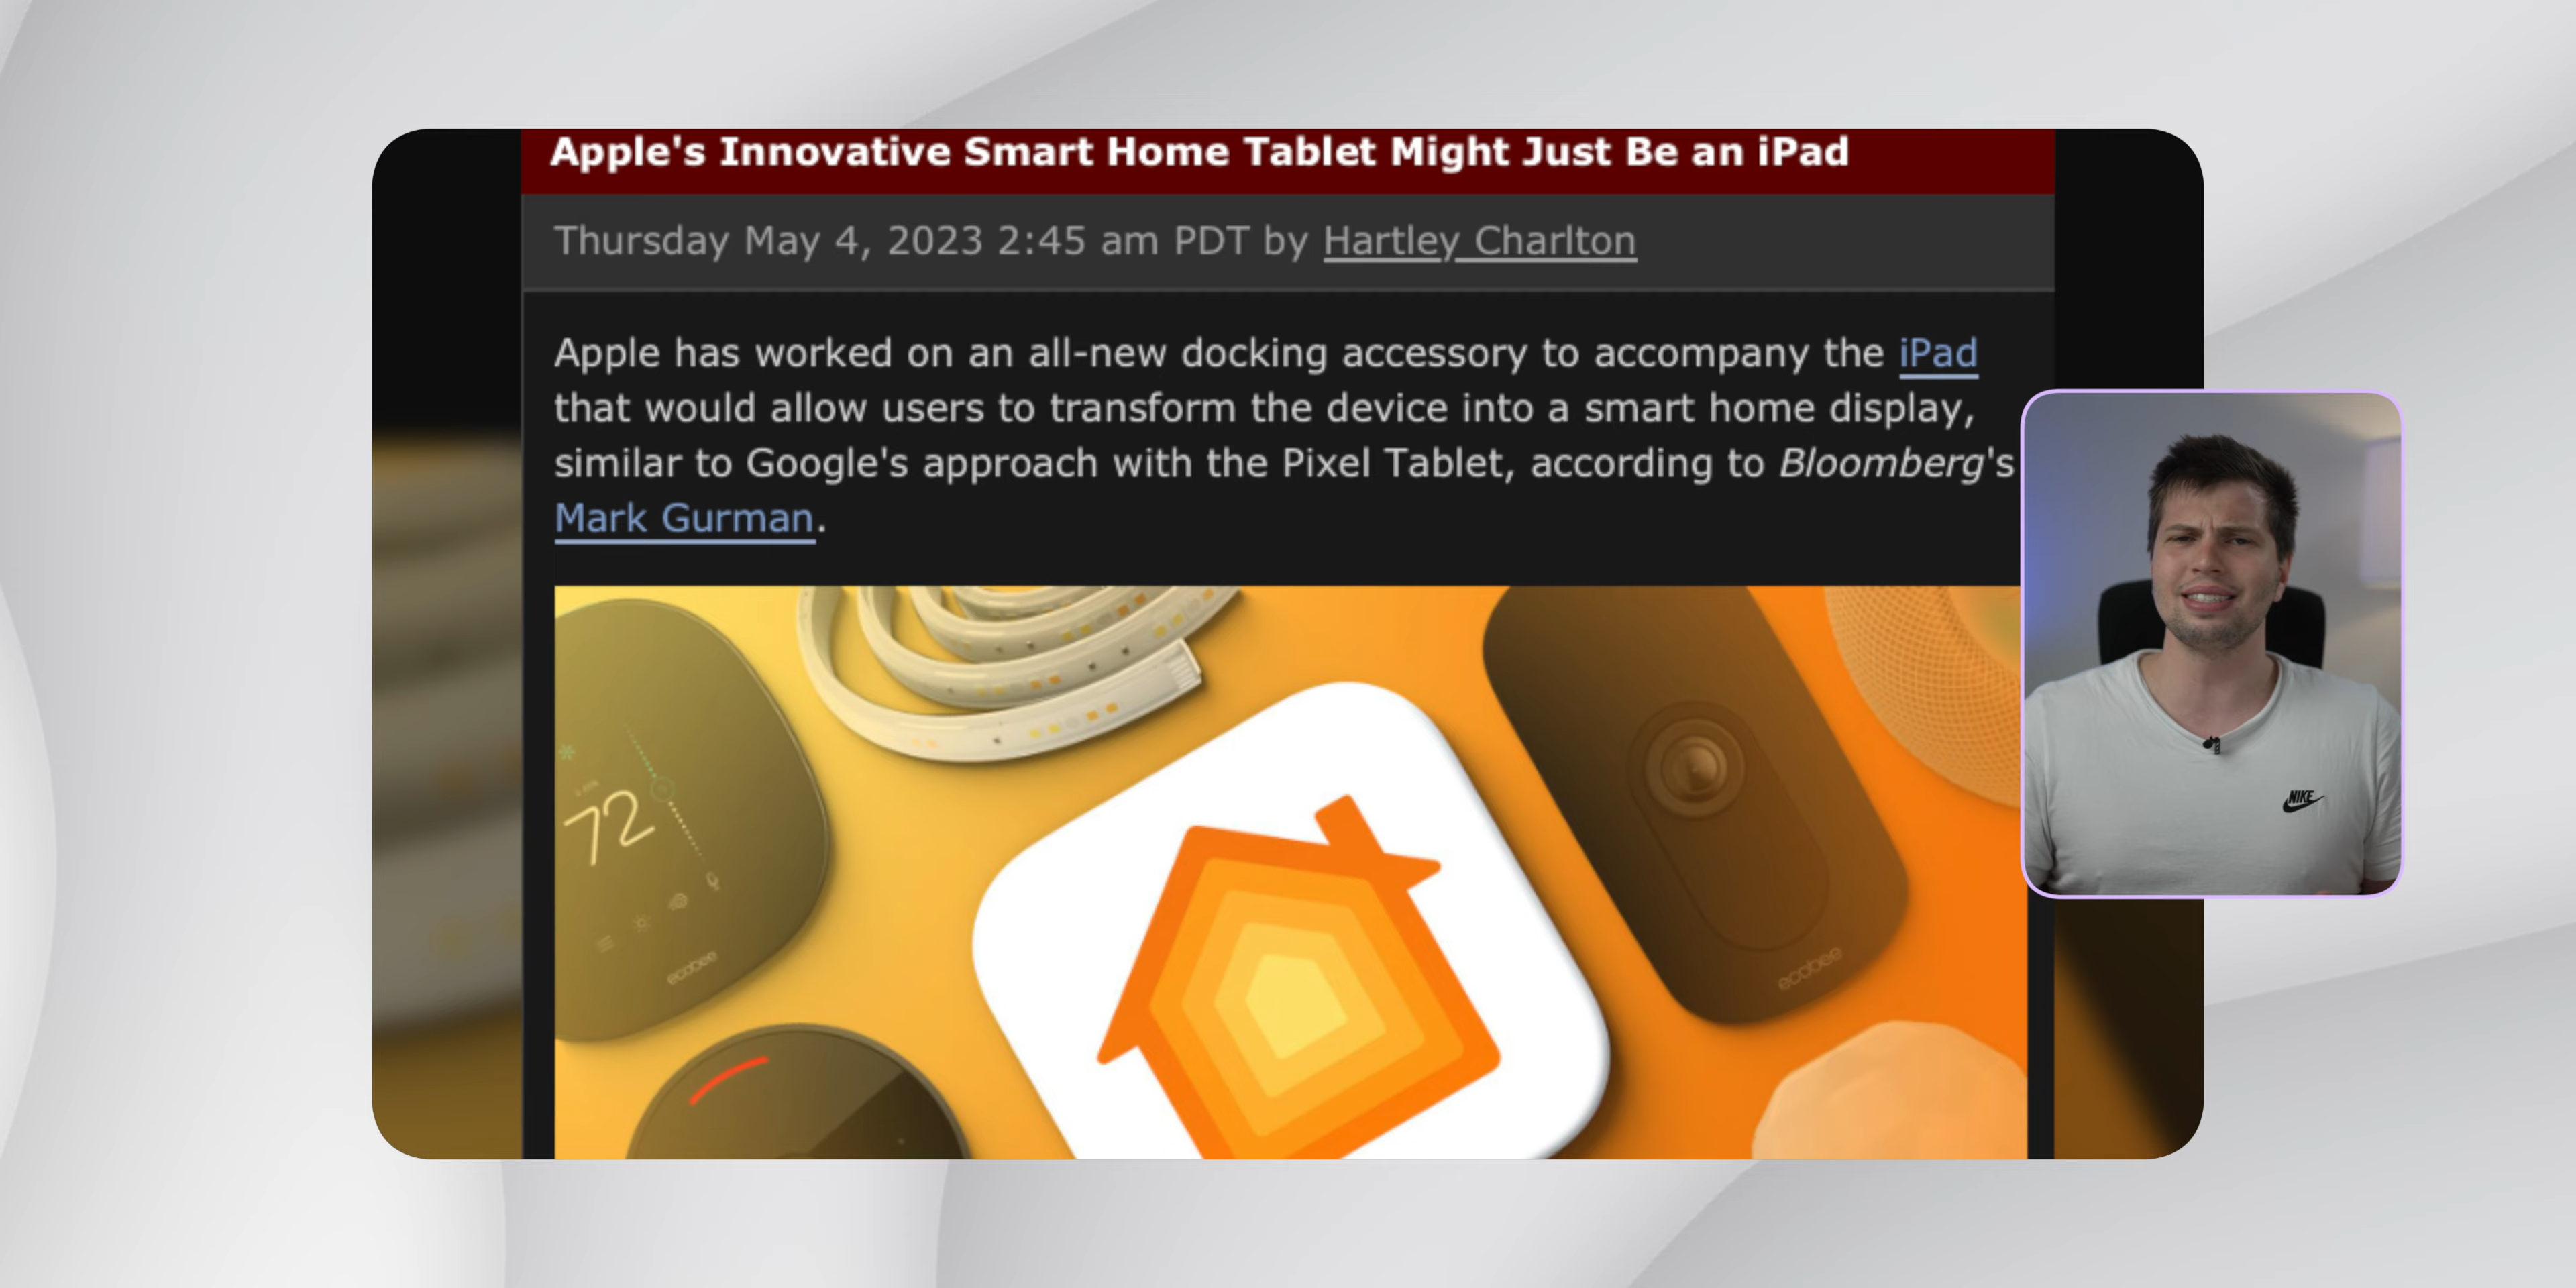 Apple's Innovative Smart Home Tablet Might Just Be an iPad
Thursday May 4, 2023 2:45 am PDT by Hartley Charlton
Apple has worked on an all-new docking accessory to accompany the iPad
that would allow users to transform the device into a smart home display,
similar to Google's approach with the Pixel Tablet, according to Bloomberg's
Mark Gurman.
72
ecobee
ecobee
NIKE